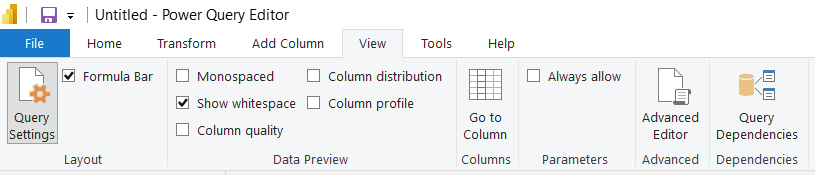 Untitled - Power Query Editor
File Home Transform Add Column View Tools Help
Formula Bar
Monospaced
Column distribution
Always allow
Show whitespace
Column profile
Column quality
Query
Settings
Go to
Column
Advanced
Editor
Query
Dependencies
Layout
Data Preview
Columns
Parameters
Advanced
Dependencies